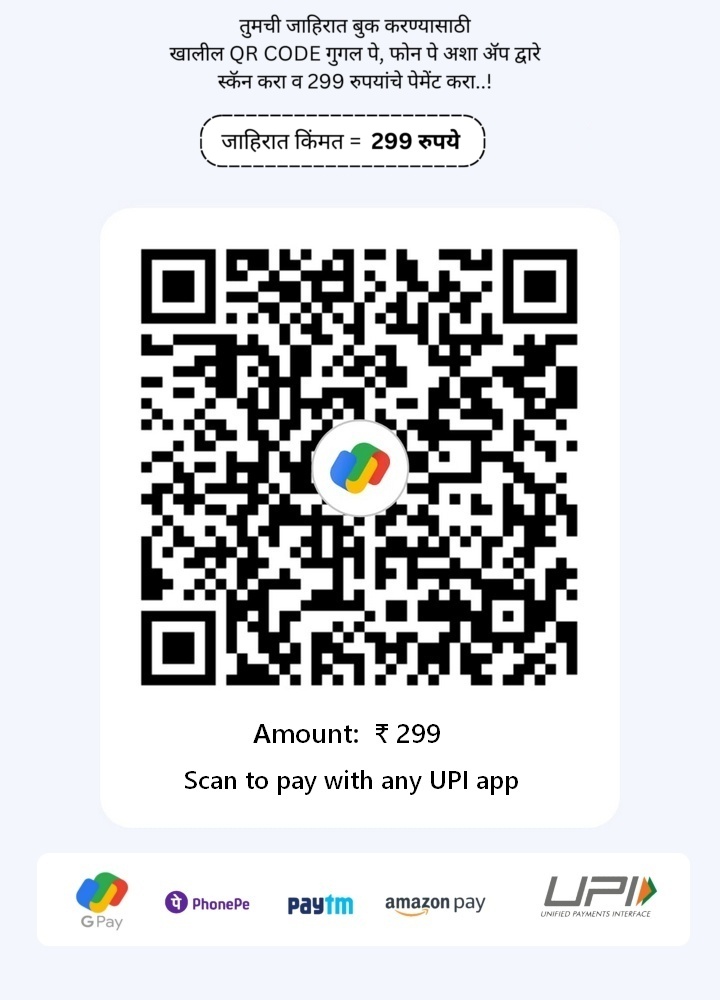 तुमची जाहिरात बुक करण्यासाठी
खालील QR CODE गुगल पे, फोन पे अशा ॲप द्वारे
स्कॅन करा व 299 रुपयांचे पेमेंट करा..!
जाहिरात किंमत = 299 रुपये
Amount: ₹ 299
Scan to pay with any UPI app
G Pay
पे PhonePe
paytm
amazon pay
UPI
UNIFIED PAYMENTS INTERFACE